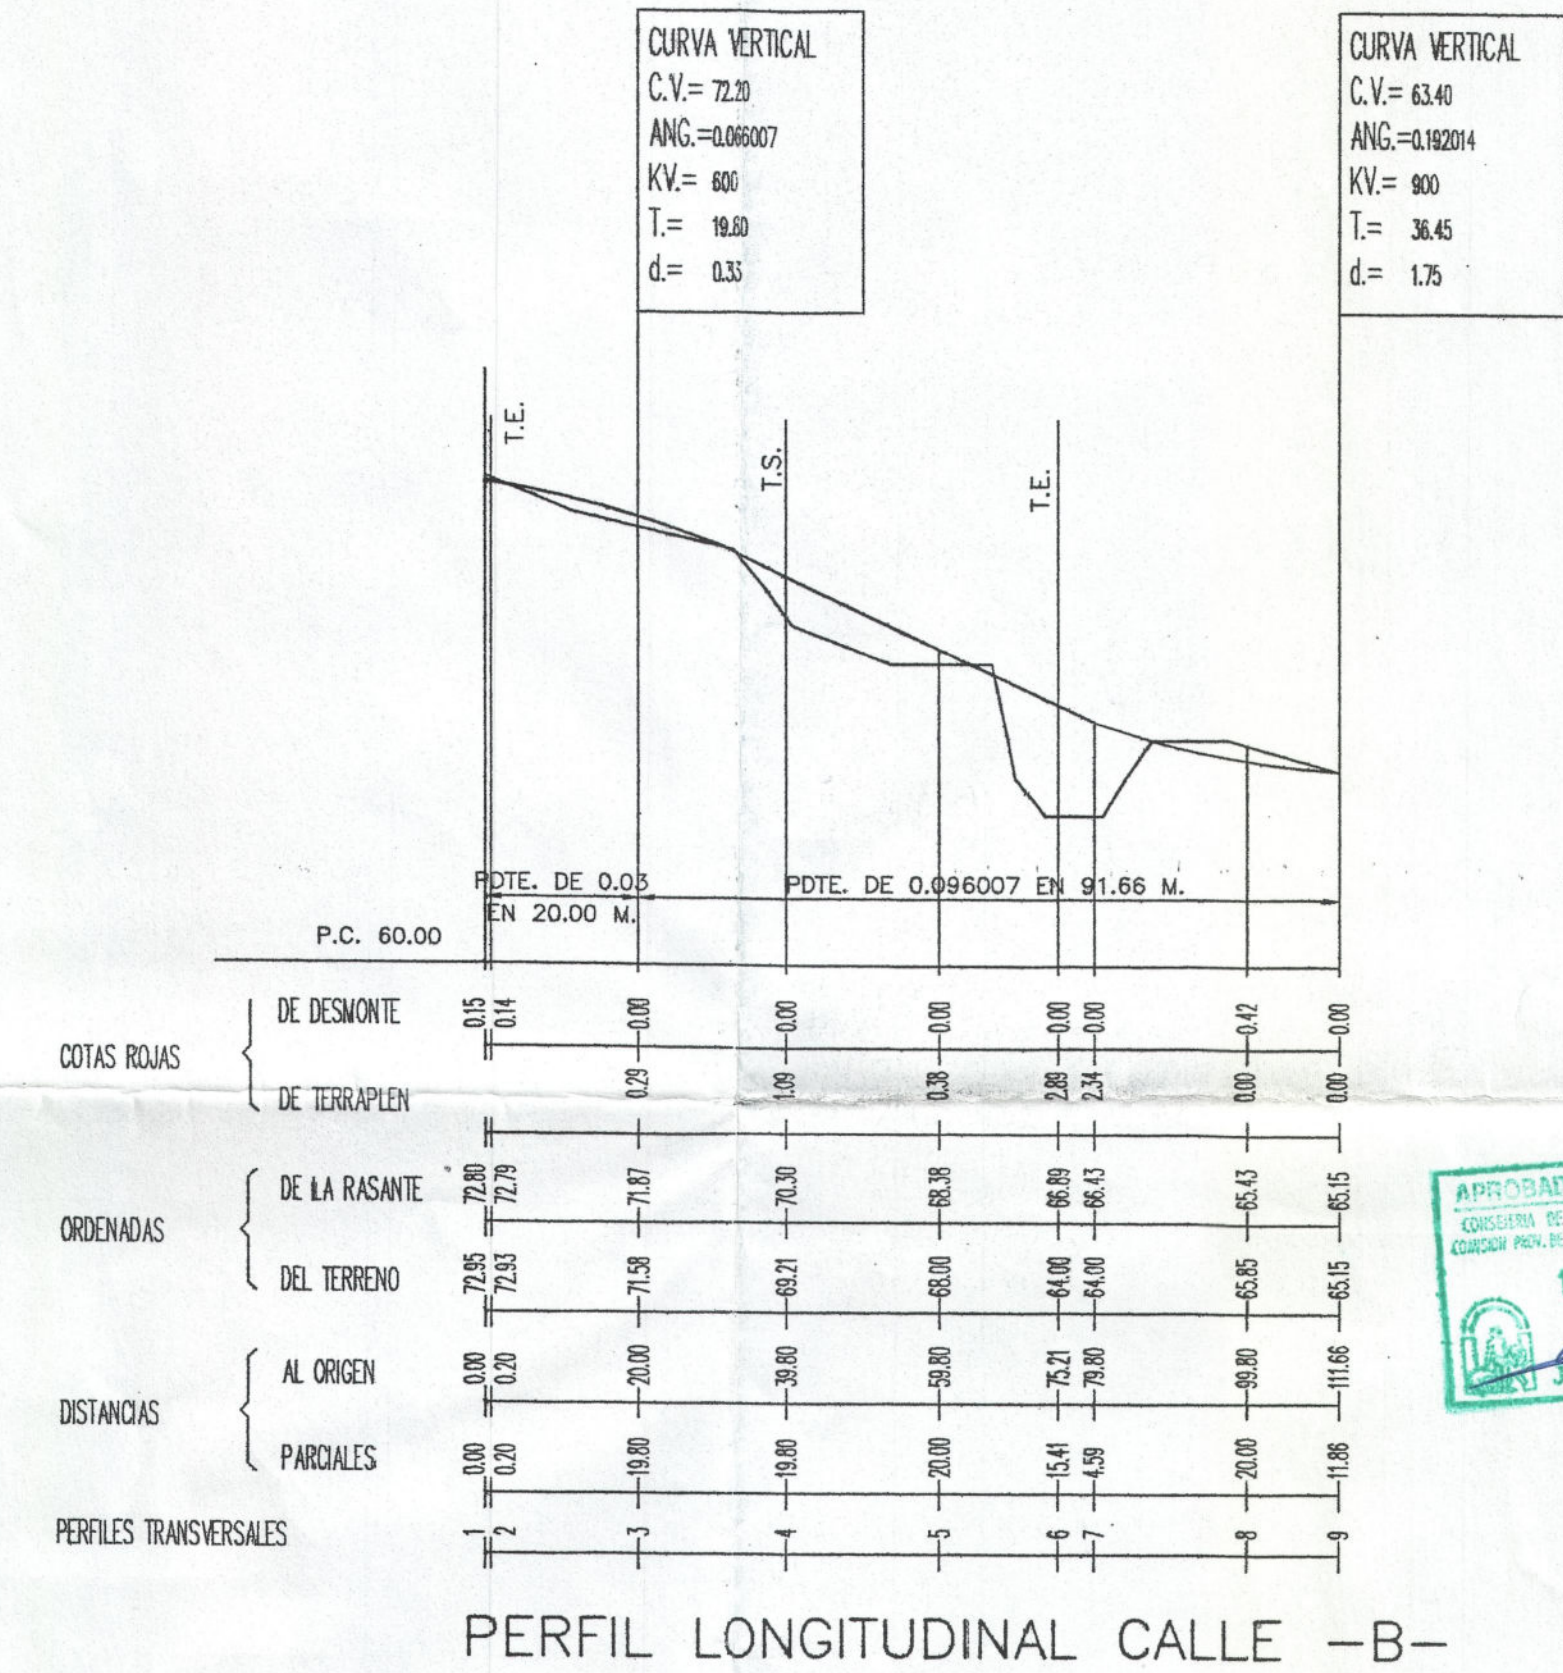 CURVA VERTICAL
C.V.= 72.20
ANG.=0.066007
KV.= 600
T.= 19.80
d.= 0.33
CURVA VERTICAL
C.V.= 63.40
ANG.=0.192014
KV.= 900
T.= 36.45
d.= 1.75
T.E.
T.S.
T.E.
PDTE. DE 0.03
EN 20.00 M.
PDTE. DE 0.096007 EN 91.66 M.
P.C. 60.00
COTAS ROJAS
DE DESMONTE 0.15 0.14 0.00 0.00 0.00 0.00 0.00 0.42 0.00
DE TERRAPLEN 0.29 1.09 0.38 2.89 2.34 0.00 0.00
ORDENADAS
DE LA RASANTE 72.80 72.79 71.87 70.30 68.38 66.89 66.43 65.43 65.15
DEL TERRENO 72.95 72.93 71.58 69.21 68.00 64.00 64.00 65.85 65.15
DISTANCIAS
AL ORIGEN 0.00 0.20 20.00 39.80 59.80 75.21 79.80 99.80 111.66
PARCIALES 0.00 0.20 19.80 19.80 20.00 15.41 4.59 20.00 11.86
PERFILES TRANSVERSALES 1 2 3 4 5 6 7 8 9
APROBAD
CONSEJERIA DE
COMISION PROV. DE
PERFIL LONGITUDINAL CALLE -B-